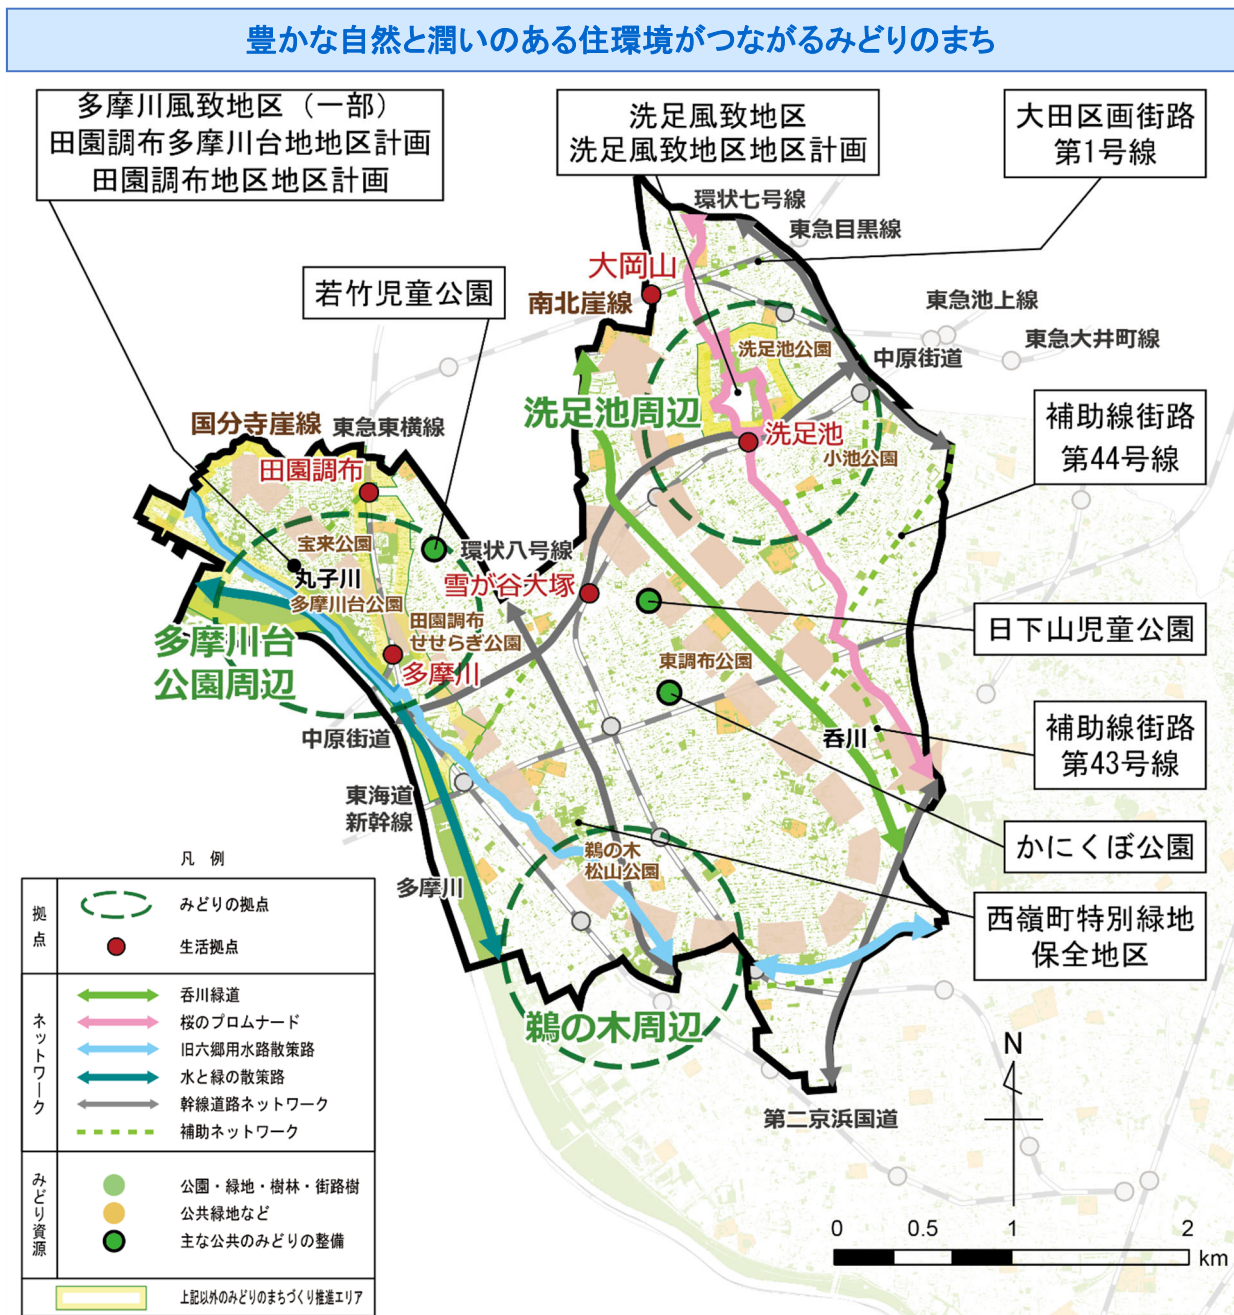 豊かな自然と潤いのある住環境がつながるみどりのまち
多摩川風致地区（一部）
田園調布多摩川台地地区計画
田園調布地区地区計画
洗足風致地区
洗足風致地区地区計画
大田区画街路
第1号線
若竹児童公園
環状七号線
東急目黒線
大岡山
南北崖線
東急池上線
東急大井町線
中原街道
洗足池公園
洗足池周辺
国分寺崖線
東急東横線
田園調布
洗足池
小池公園
補助線街路
第44号線
宝来公園
環状八号線
丸子川
多摩川台公園
雪が谷大塚
田園調布
せせらぎ公園
日下山児童公園
多摩川台
公園周辺
多摩川
東調布公園
中原街道
呑川
補助線街路
第43号線
東海道
新幹線
かにくぼ公園
鵜の木
松山公園
多摩川
西嶺町特別緑地
保全地区
鵜の木周辺
第二京浜国道
凡 例
拠点
みどりの拠点
生活拠点
ネットワーク
呑川緑道
桜のプロムナード
旧六郷用水路散策路
水と緑の散策路
幹線道路ネットワーク
補助ネットワーク
みどり資源
公園・緑地・樹林・街路樹
公共緑地など
主な公共のみどりの整備
上記以外のみどりのまちづくり推進エリア
N
0 0.5 1 2
km